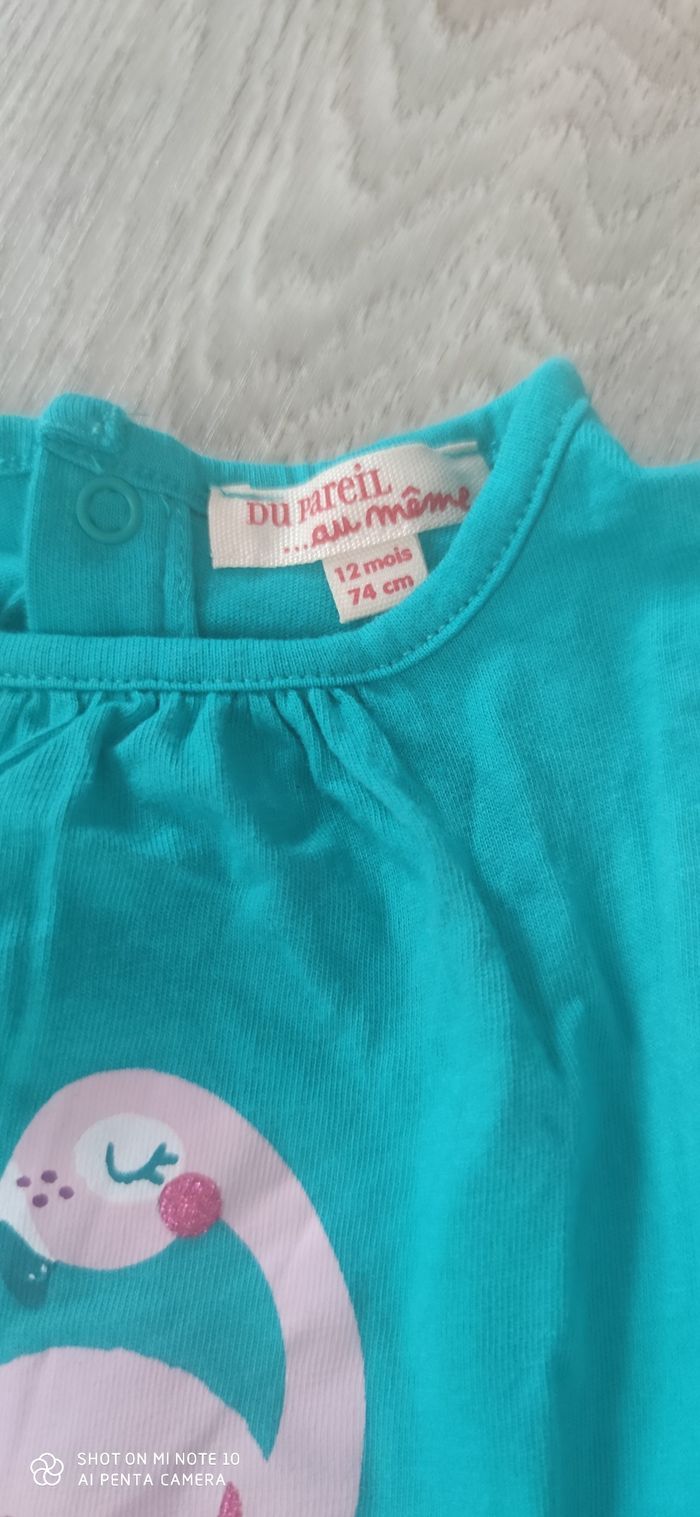 DU PAREIL
...au même
12 mois
74 cm
SHOT ON MI NOTE 10
AI PENTA CAMERA